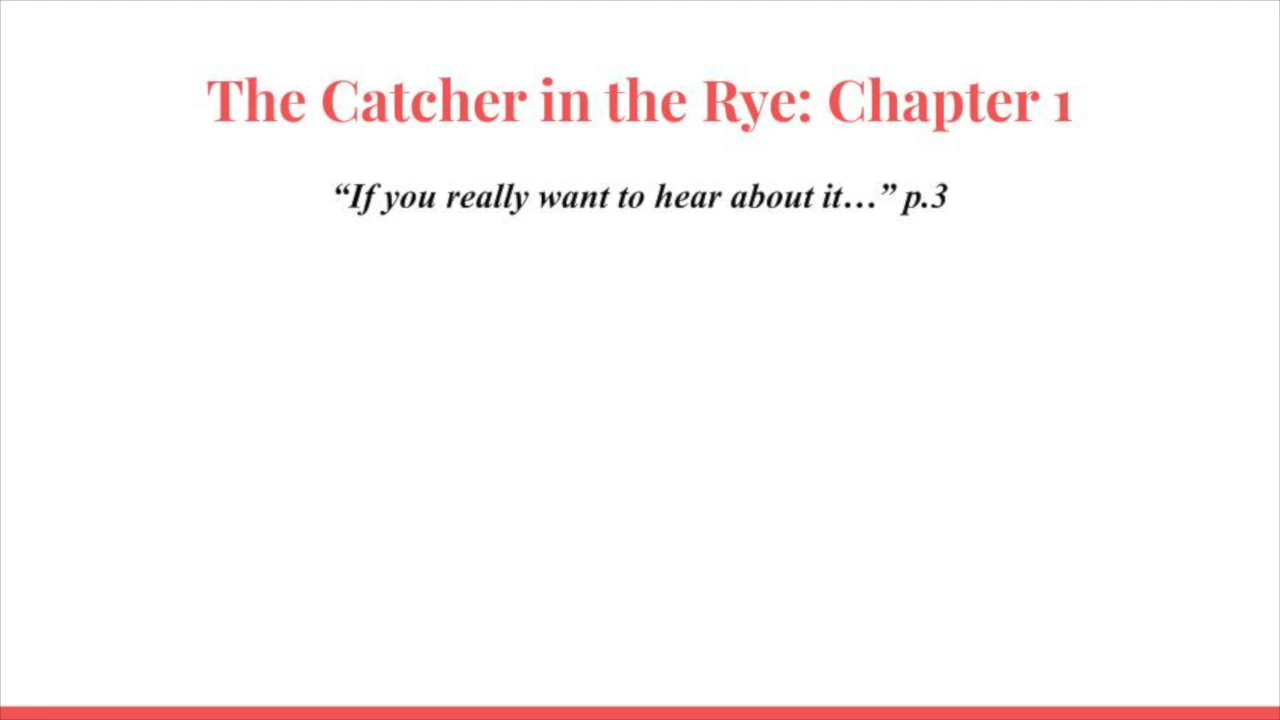 The Catcher in the Rye: Chapter 1
“If you really want to hear about it…” p.3